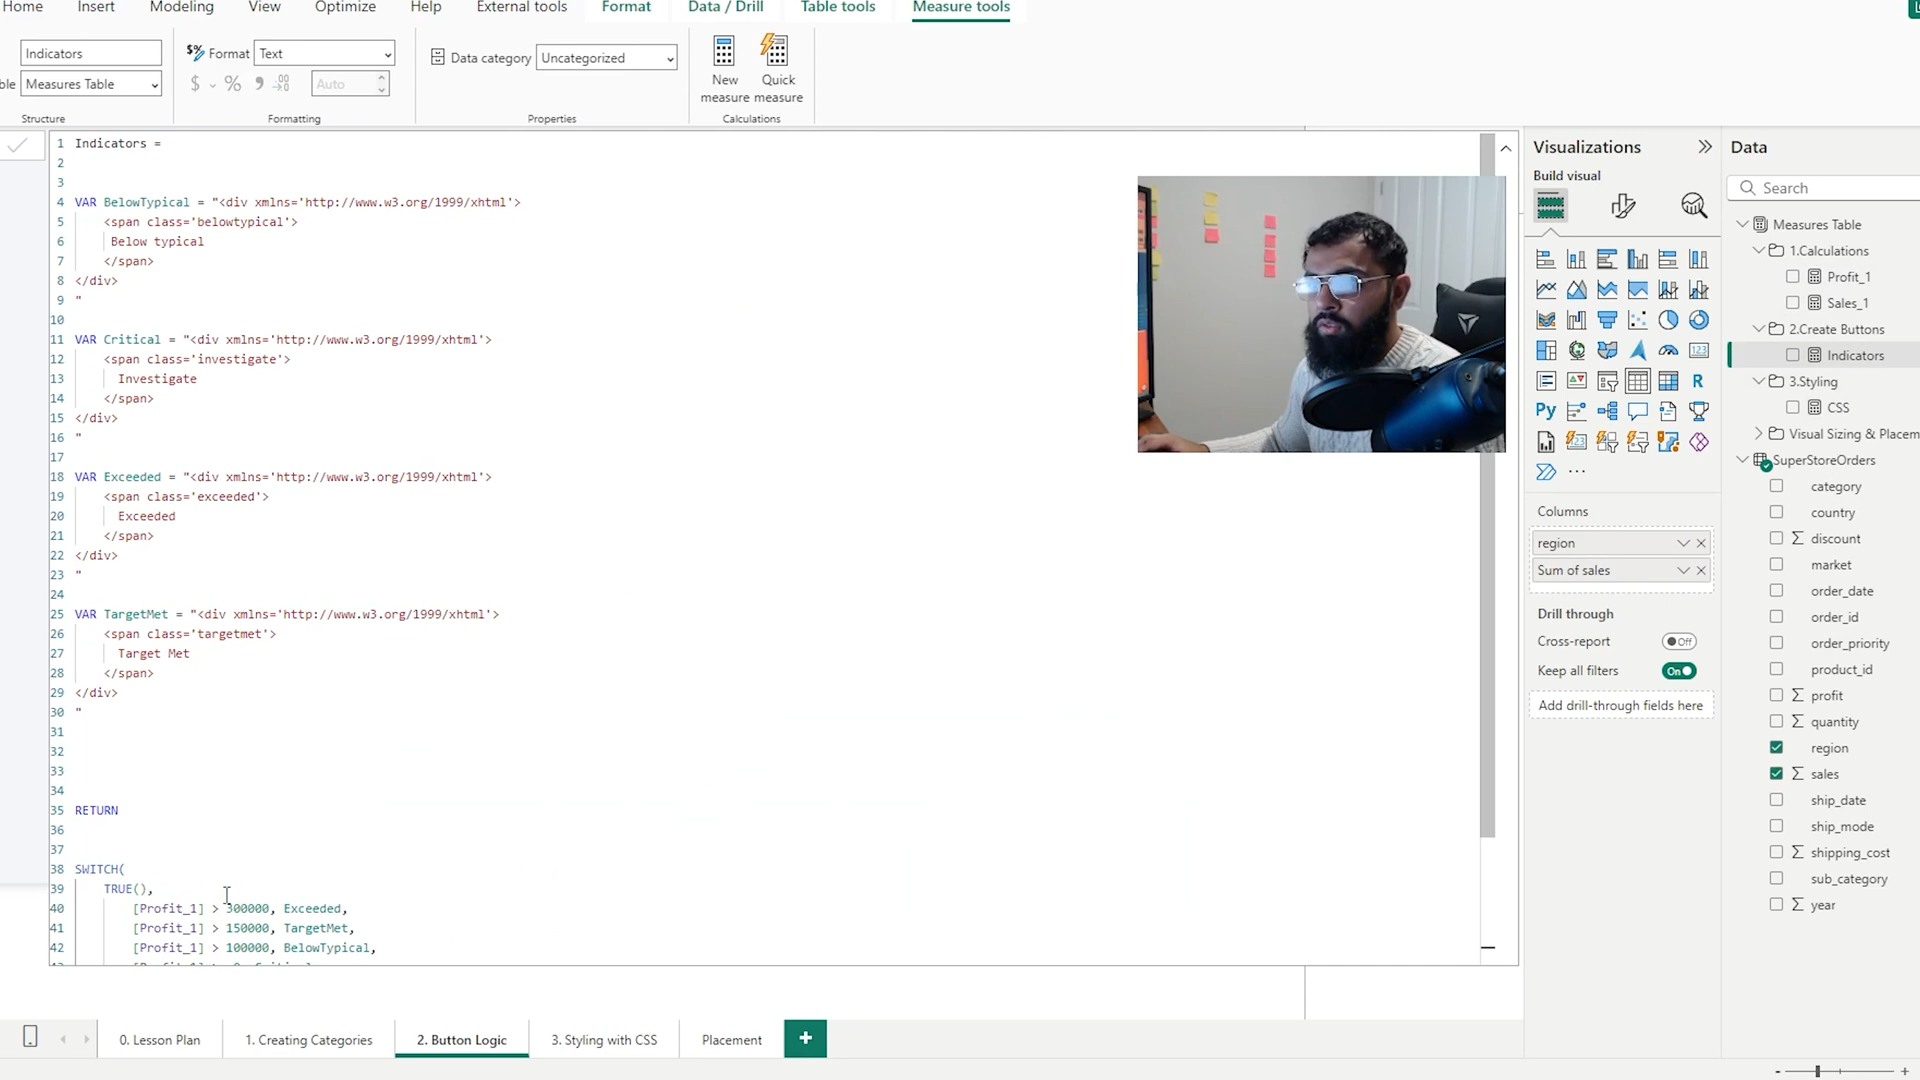 Home Insert Modeling View Optimize Help External tools Format Data / Drill Table tools Measure tools
Indicators
Measures Table
Structure
Format Text
$ % 9 .00
Auto
Formatting
Data category Uncategorized
Properties
New measure
Quick measure
Calculations
1 Indicators =
2
3
4 VAR BelowTypical = "<div xmlns='http://www.w3.org/1999/xhtml'>
5 <span class='belowtypical'>
6 Below typical
7 </span>
8 </div>
9 "
10
11 VAR Critical = "<div xmlns='http://www.w3.org/1999/xhtml'>
12 <span class='investigate'>
13 Investigate
14 </span>
15 </div>
16 "
17
18 VAR Exceeded = "<div xmlns='http://www.w3.org/1999/xhtml'>
19 <span class='exceeded'>
20 Exceeded
21 </span>
22 </div>
23 "
24
25 VAR TargetMet = "<div xmlns='http://www.w3.org/1999/xhtml'>
26 <span class='targetmet'>
27 Target Met
28 </span>
29 </div>
30 "
31
32
33
34
35 RETURN
36
37
38 SWITCH(
39 TRUE(),
40 [Profit_1] > 300000, Exceeded,
41 [Profit_1] > 150000, TargetMet,
42 [Profit_1] > 100000, BelowTypical,
Visualizations
Build visual
123
R
Py
Columns
region
Sum of sales
Drill through
Cross-report Off
Keep all filters On
Add drill-through fields here
Data
Search
Measures Table
1.Calculations
Profit_1
Sales_1
2.Create Buttons
Indicators
3.Styling
CSS
Visual Sizing & Placem
SuperStoreOrders
category
country
discount
market
order_date
order_id
order_priority
product_id
profit
quantity
region
sales
ship_date
ship_mode
shipping_cost
sub_category
year
0. Lesson Plan 1. Creating Categories 2. Button Logic 3. Styling with CSS Placement +